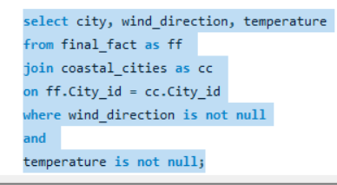 select city, wind_direction, temperature
from final_fact as ff
join coastal_cities as cc
on ff.City_id = cc.City_id
where wind_direction is not null
and
temperature is not null;